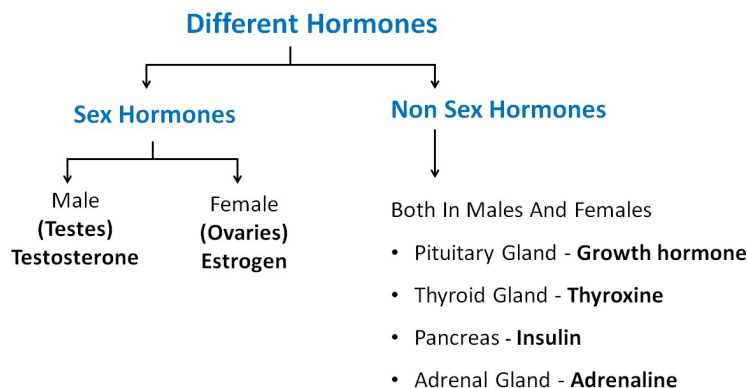 Different Hormones
Sex Hormones
Male
(Testes)
Testosterone
Female
(Ovaries)
Estrogen
Non Sex Hormones
Both In Males And Females
• Pituitary Gland - Growth hormone
• Thyroid Gland - Thyroxine
• Pancreas - Insulin
• Adrenal Gland - Adrenaline